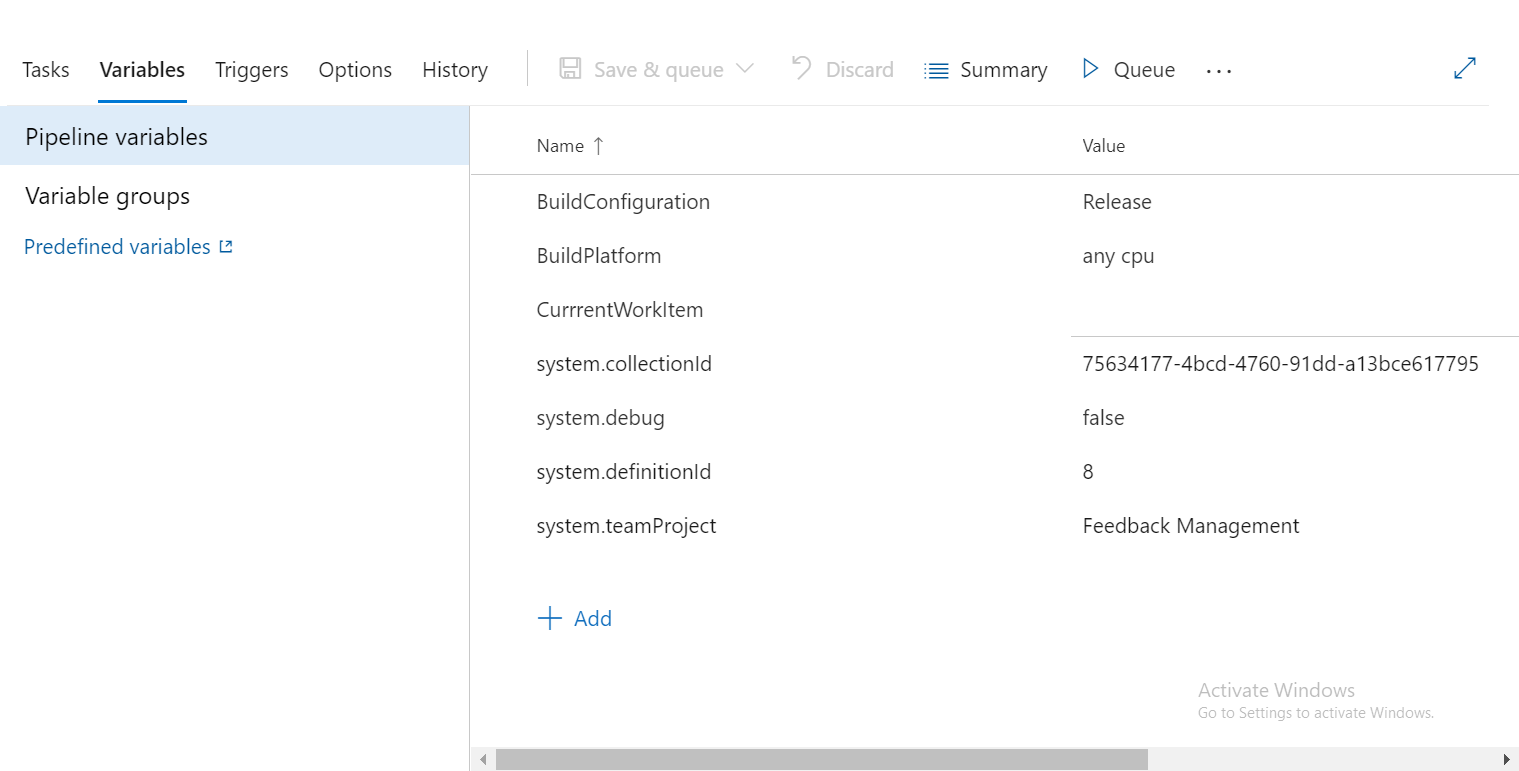 Tasks Variables Triggers Options History Save & queue Discard Summary Queue ...
Pipeline variables
Variable groups
Predefined variables
Name ↑ Value
BuildConfiguration Release
BuildPlatform any cpu
CurrrentWorkItem
system.collectionId 75634177-4bcd-4760-91dd-a13bce617795
system.debug false
system.definitionId 8
system.teamProject Feedback Management
+ Add
Activate Windows
Go to Settings to activate Windows.